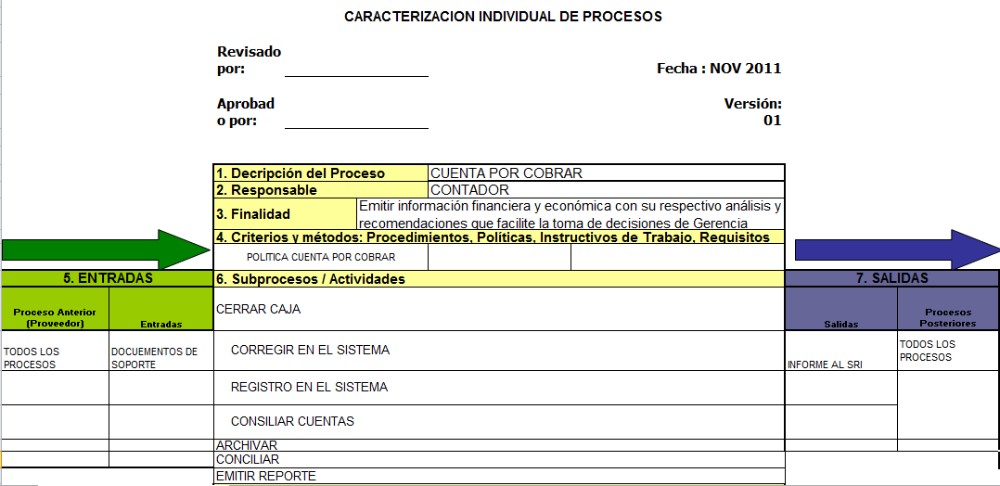 CARACTERIZACION INDIVIDUAL DE PROCESOS
Revisado
por:
Fecha : NOV 2011
Aprobad
o por:
Versión:
01
1. Decripción del Proceso CUENTA POR COBRAR
2. Responsable CONTADOR
3. Finalidad
Emitir información financiera y económica con su respectivo análisis y
recomendaciones que facilite la toma de decisiones de Gerencia
4. Criterios y métodos: Procedimientos, Políticas, Instructivos de Trabajo, Requisitos
POLITICA CUENTA POR COBRAR
5. ENTRADAS
6. Subprocesos / Actividades
7. SALIDAS
Proceso Anterior
(Proveedor)
Entradas
CERRAR CAJA
Salidas
Procesos
Posteriores
TODOS LOS
PROCESOS
DOCUEMENTOS DE
SOPORTE
CORREGIR EN EL SISTEMA
INFORME AL SRI
TODOS LOS
PROCESOS
REGISTRO EN EL SISTEMA
CONSILIAR CUENTAS
ARCHIVAR
CONCILIAR
EMITIR REPORTE